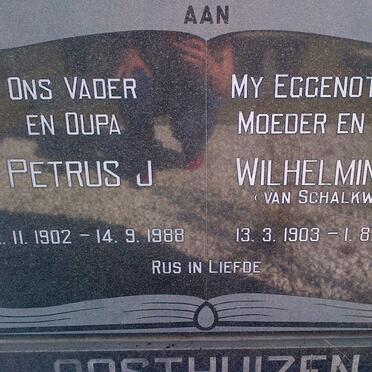 AAN
ONS VADER
EN OUPA
PETRUS J
11. 1902 – 14. 9. 1988
MY EGGENOT
MOEDER EN
WILHELMIN
(VAN SCHALKW
13. 3. 1903 – 1. 8
RUS IN LIEFDE
OOSTHUIZEN